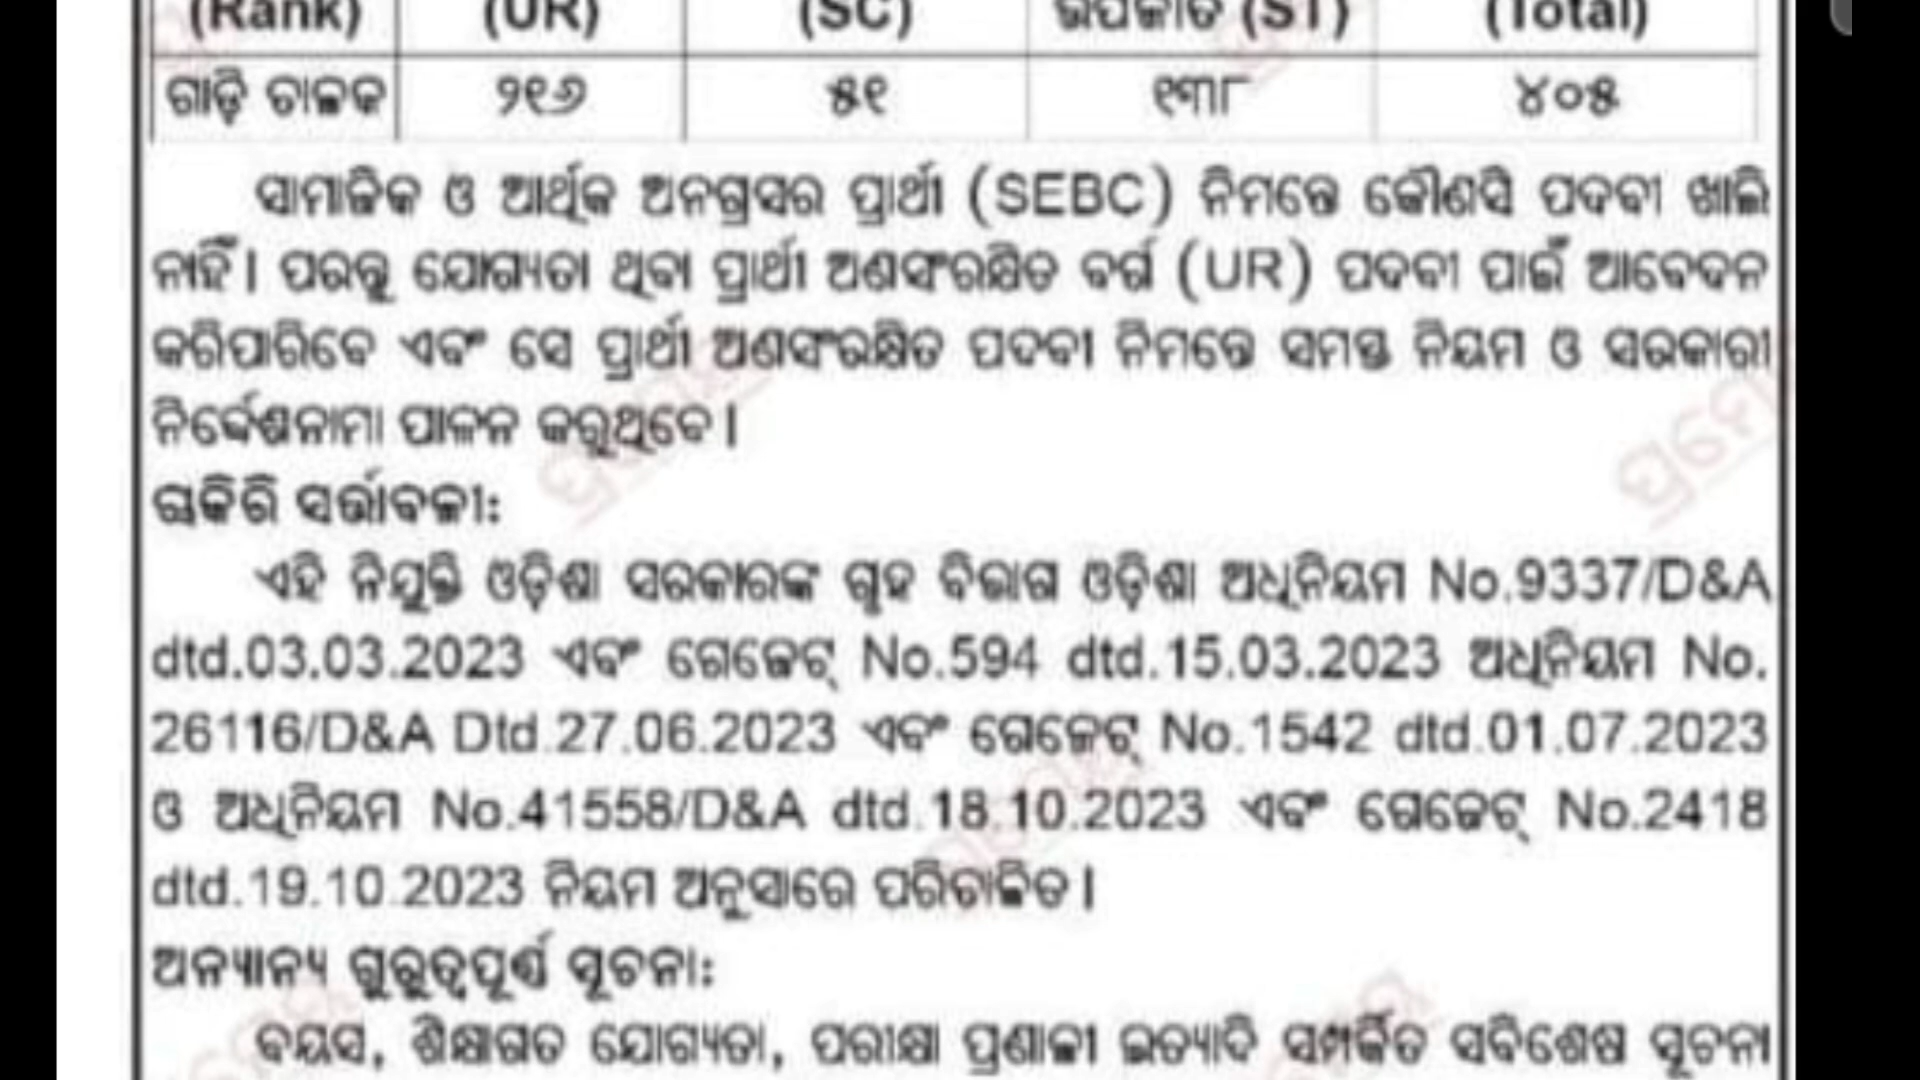 (Rank) (UR) (SC) ଉପଜାତି (ST) (Total)
ଗାଡ଼ି ଚାଳକ ୨୧୬ ୫୧ ୧୩୮ ୪୦୫
ସାମାଜିକ ଓ ଆର୍ଥିକ ଅନଗ୍ରସର ପ୍ରାର୍ଥୀ (SEBC) ନିମନ୍ତେ କୌଣସି ପଦବୀ ଖାଲି
ନାହିଁ। ପରନ୍ତୁ ଯୋଗ୍ୟତା ଥିବା ପ୍ରାର୍ଥୀ ଅଣସଂରକ୍ଷିତ ବର୍ଗ (UR) ପଦବୀ ପାଇଁ ଆବେଦନ
କରିପାରିବେ ଏବଂ ସେ ପ୍ରାର୍ଥୀ ଅଣସଂରକ୍ଷିତ ପଦବୀ ନିମନ୍ତେ ସମସ୍ତ ନିୟମ ଓ ସରକାରୀ
ନିର୍ଦ୍ଦେଶନାମା ପାଳନ କରୁଥିବେ।
ଚାକିରି ସର୍ତ୍ତାବଳୀ:
ଏହି ନିଯୁକ୍ତି ଓଡ଼ିଶା ସରକାରଙ୍କ ଗୃହ ବିଭାଗ ଓଡ଼ିଶା ଅଧିନିୟମ No.9337/D&A
dtd.03.03.2023 ଏବଂ ଗେଜେଟ୍ No.594 dtd.15.03.2023 ଅଧିନିୟମ No.
26116/D&A Dtd.27.06.2023 ଏବଂ ଗେଜେଟ୍ No.1542 dtd.01.07.2023
ଓ ଅଧିନିୟମ No.41558/D&A dtd.18.10.2023 ଏବଂ ଗେଜେଟ୍ No.2418
dtd.19.10.2023 ନିୟମ ଅନୁସାରେ ପରିଚାଳିତ।
ଅନ୍ୟାନ୍ୟ ଗୁରୁତ୍ୱପୂର୍ଣ୍ଣ ସୂଚନା:
ବୟସ, ଶିକ୍ଷାଗତ ଯୋଗ୍ୟତା, ପରୀକ୍ଷା ପ୍ରଣାଳୀ ଇତ୍ୟାଦି ସମ୍ପର୍କିତ ସବିଶେଷ ସୂଚନା